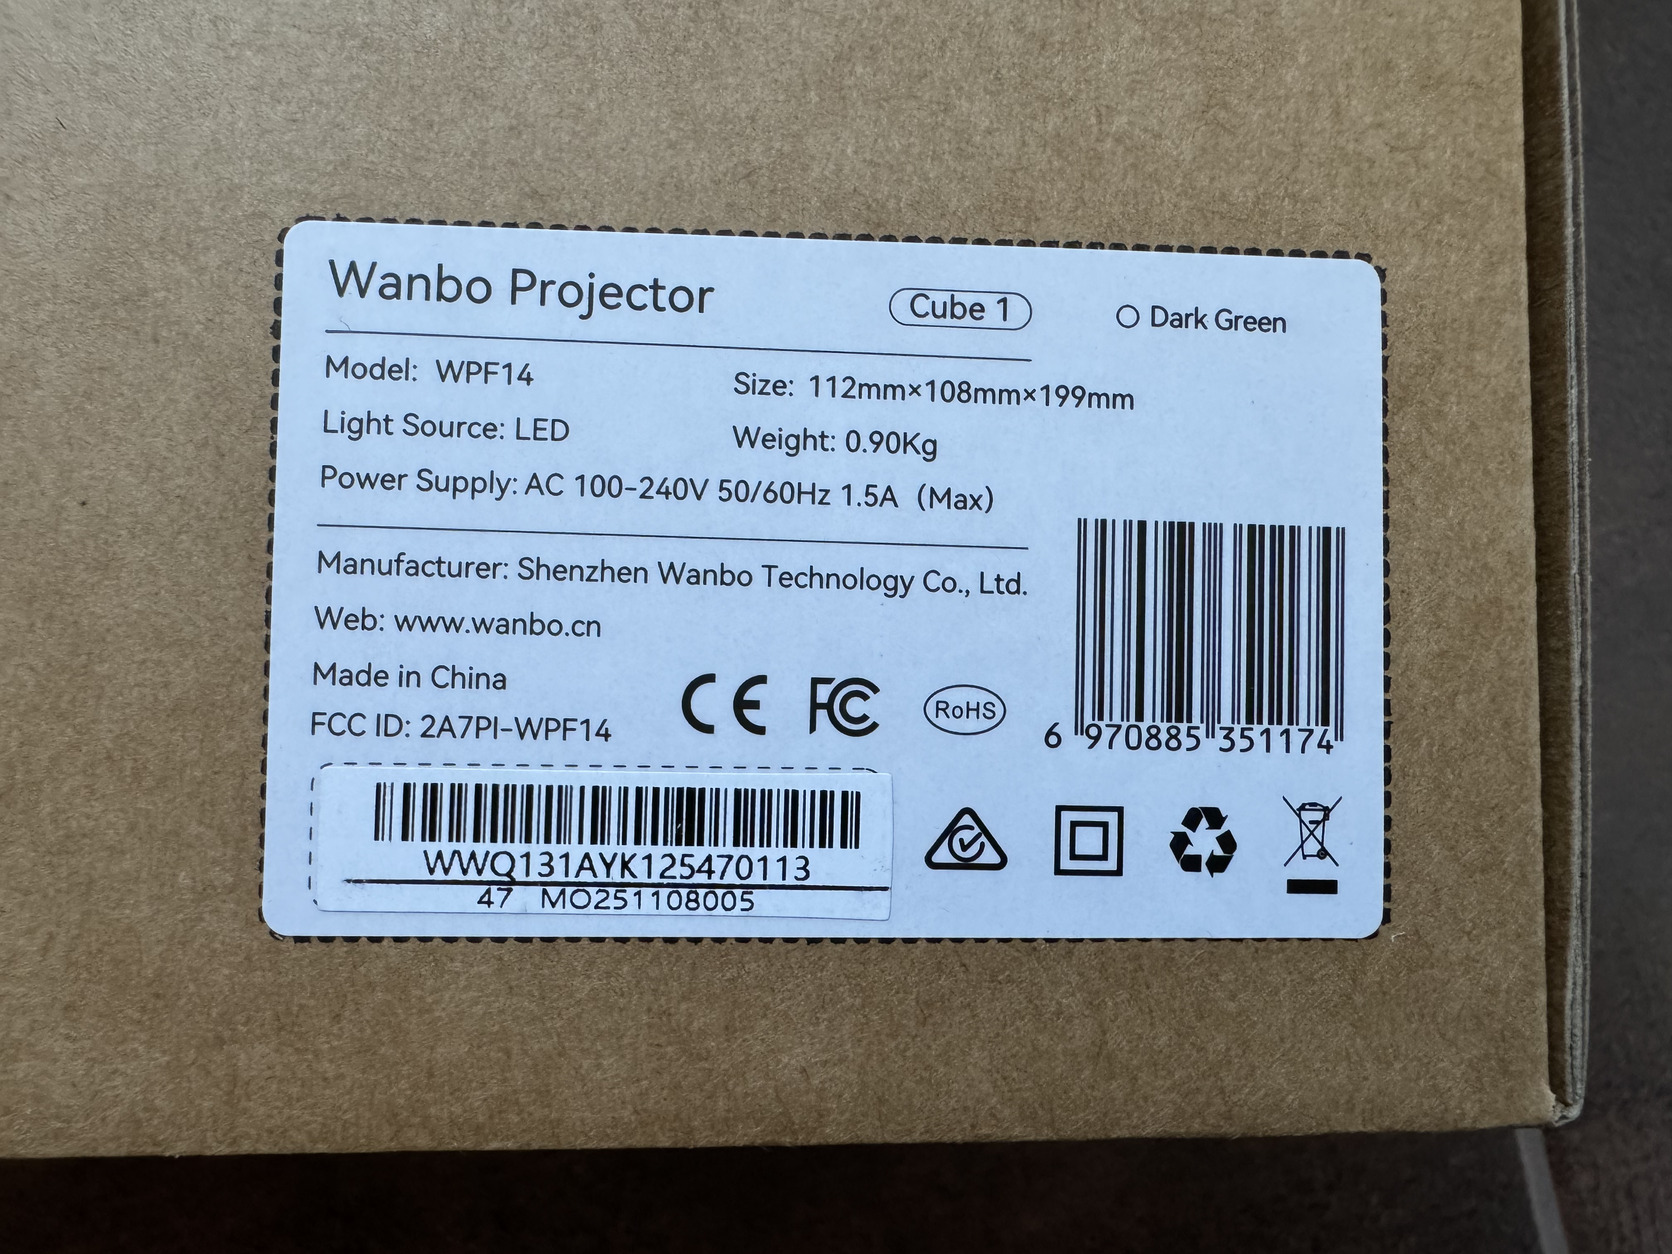 Wanbo Projector
Cube 1
Dark Green
Model: WPF14
Size: 112mm×108mm×199mm
Light Source: LED
Weight: 0.90Kg
Power Supply: AC 100-240V 50/60Hz 1.5A (Max)
Manufacturer: Shenzhen Wanbo Technology Co., Ltd.
Web: www.wanbo.cn
Made in China
FCC ID: 2A7PI-WPF14
CE FC RoHS
6 970885 351174
WWQ131AYK125470113
47 MO251108005